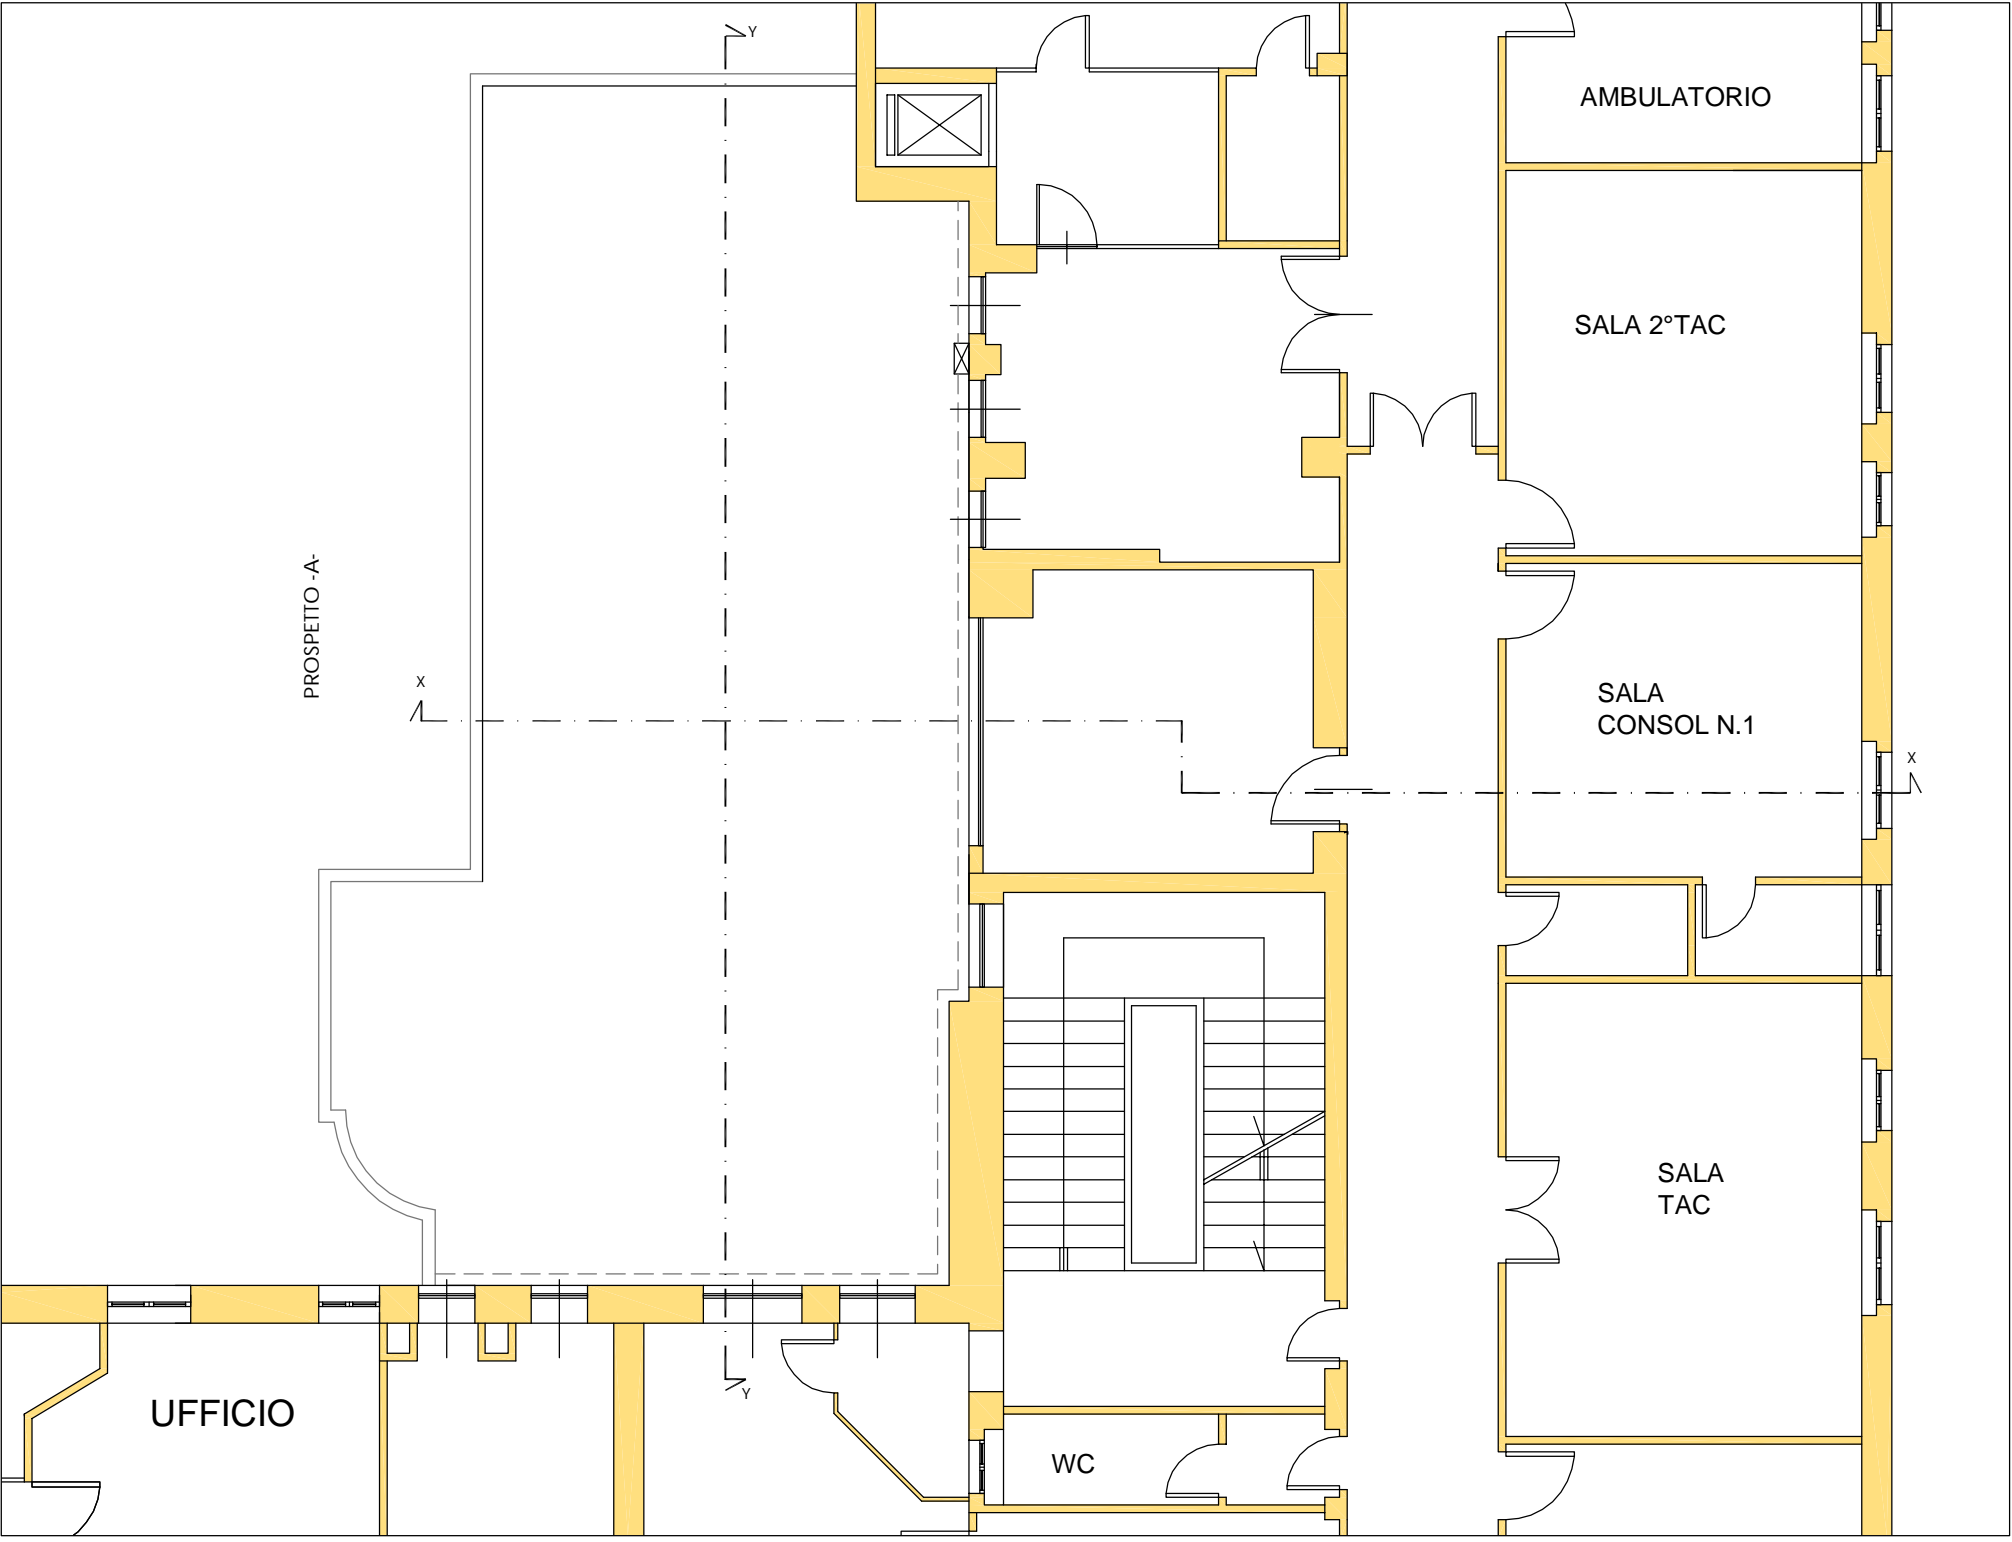 Y
AMBULATORIO
SALA 2°TAC
PROSPETTO -A-
X
SALA
CONSOL N.1
X
SALA
TAC
Y
UFFICIO
WC